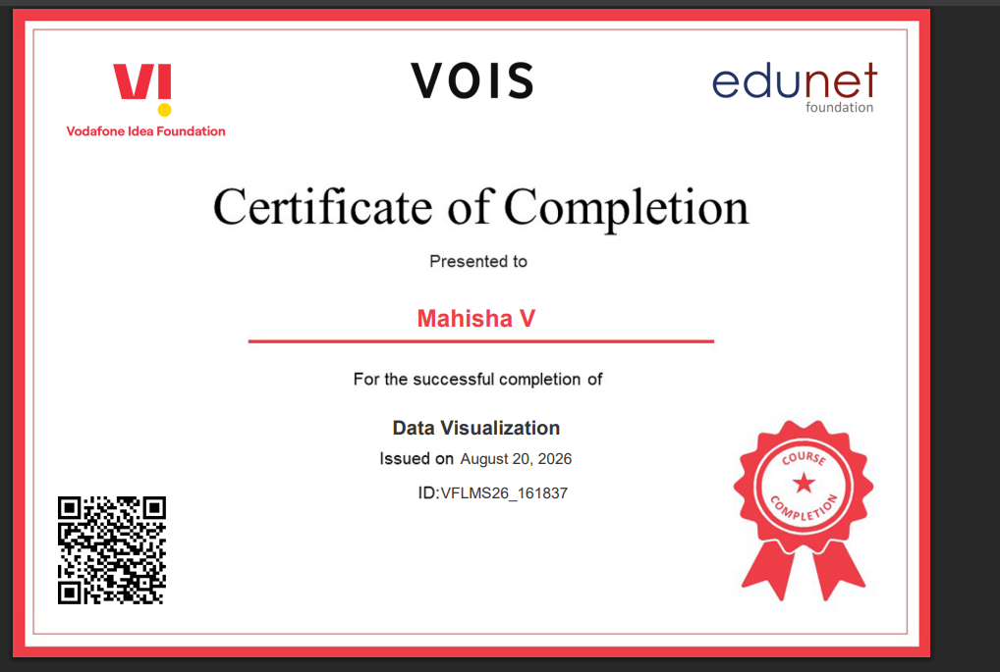 VI
Vodafone Idea Foundation
VOIS
edunet
foundation
Certificate of Completion
Presented to
Mahisha V
For the successful completion of
Data Visualization
Issued on August 20, 2026
ID:VFLMS26_161837
COURSE
COMPLETION